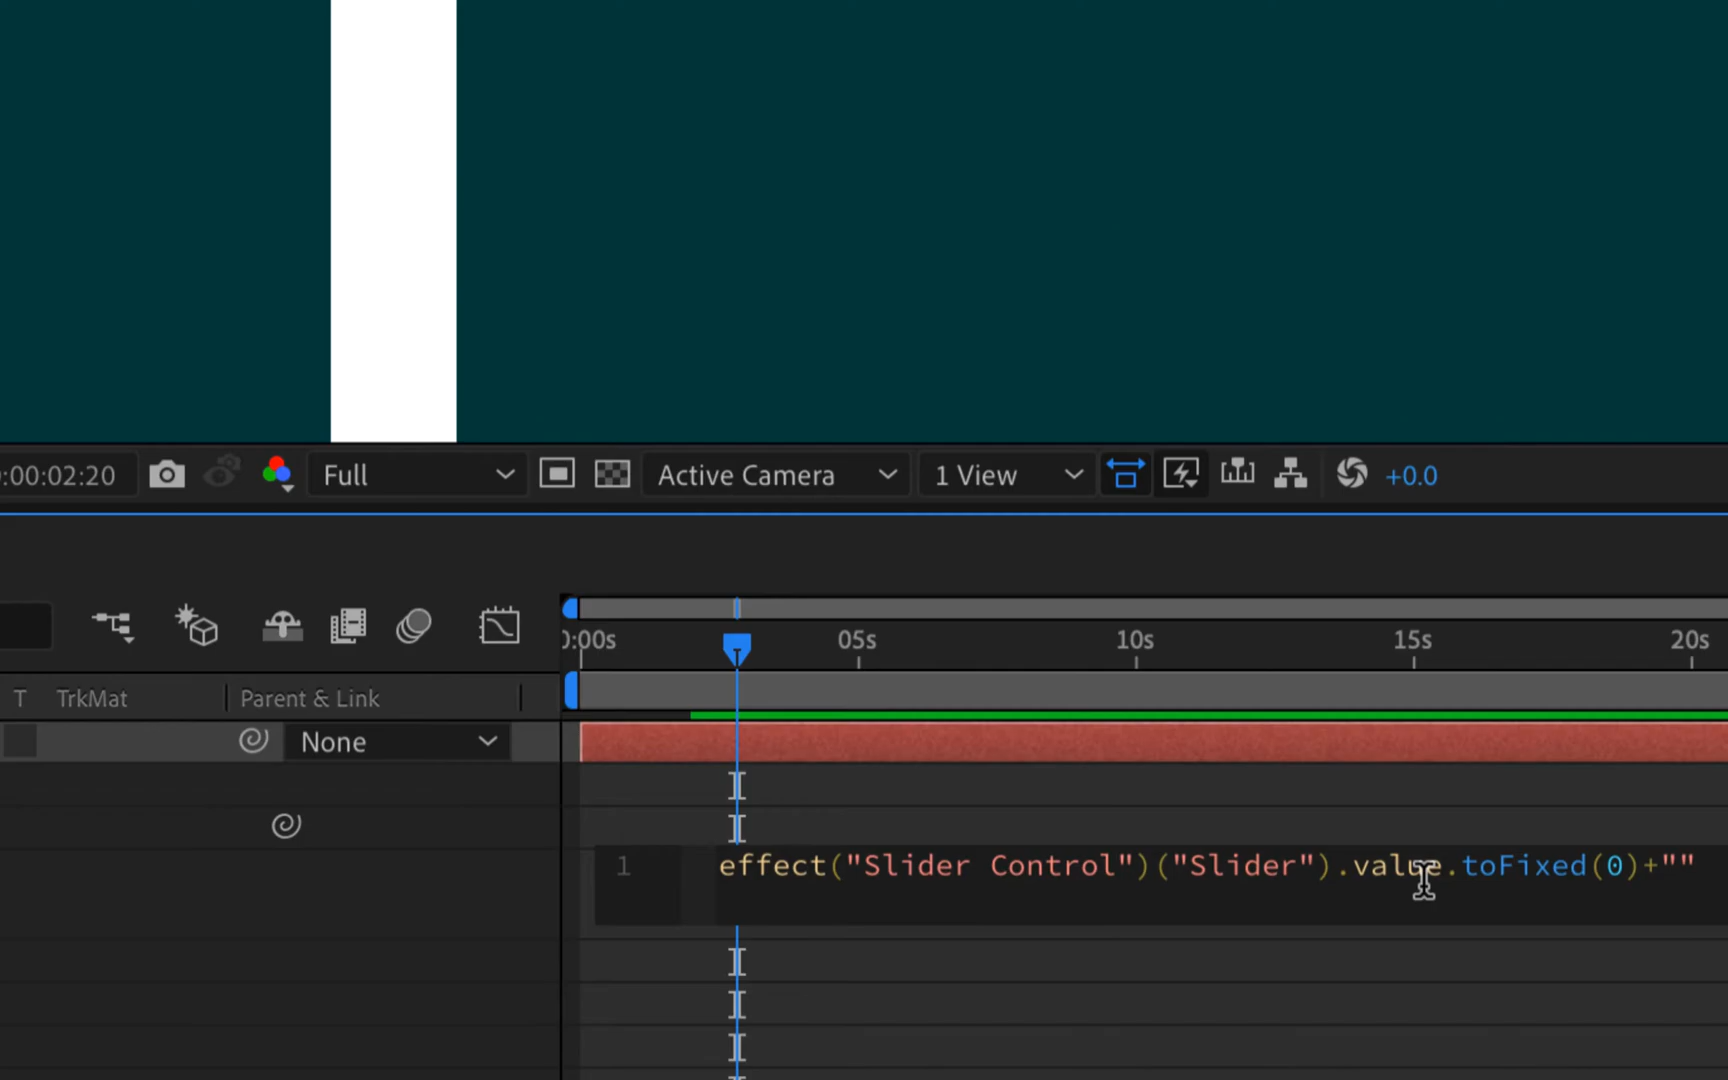 :00:02:20 Full Active Camera 1 View +0.0
0:00s 05s 10s 15s 20s
T TrkMat Parent & Link
None
1 effect("Slider Control")("Slider").value.toFixed(0)+""